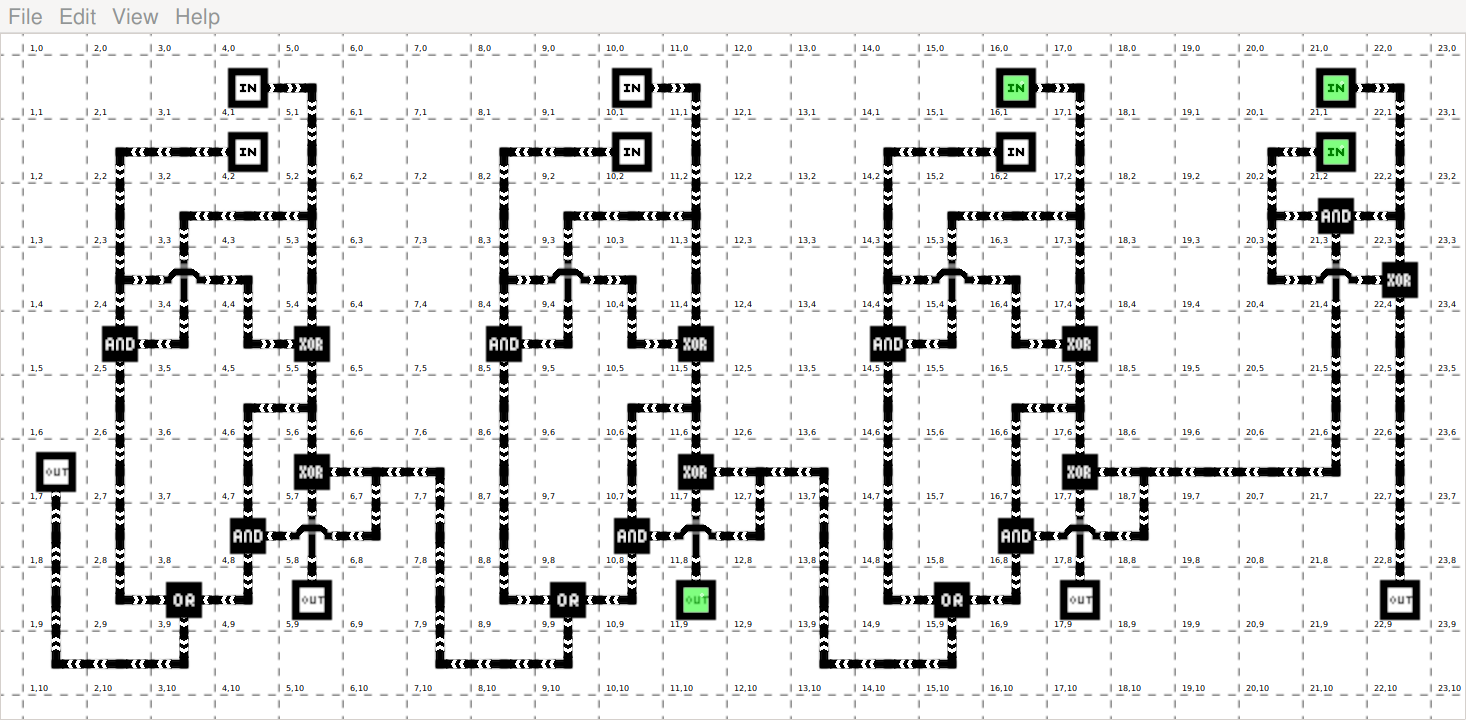 File Edit View Help
1,0 2,0 3,0 4,0 5,0 6,0 7,0 8,0 9,0 10,0 11,0 12,0 13,0 14,0 15,0 16,0 17,0 18,0 19,0 20,0 21,0 22,0 23,0
IN IN IN IN
1,1 2,1 3,1 4,1 5,1 6,1 7,1 8,1 9,1 10,1 11,1 12,1 13,1 14,1 15,1 16,1 17,1 18,1 19,1 20,1 21,1 22,1 23,1
IN IN IN IN
1,2 2,2 3,2 4,2 5,2 6,2 7,2 8,2 9,2 10,2 11,2 12,2 13,2 14,2 15,2 16,2 17,2 18,2 19,2 20,2 21,2 22,2 23,2
AND
1,3 2,3 3,3 4,3 5,3 6,3 7,3 8,3 9,3 10,3 11,3 12,3 13,3 14,3 15,3 16,3 17,3 18,3 19,3 20,3 21,3 22,3 23,3
XOR
1,4 2,4 3,4 4,4 5,4 6,4 7,4 8,4 9,4 10,4 11,4 12,4 13,4 14,4 15,4 16,4 17,4 18,4 19,4 20,4 21,4 22,4 23,4
AND XOR AND XOR AND XOR
1,5 2,5 3,5 4,5 5,5 6,5 7,5 8,5 9,5 10,5 11,5 12,5 13,5 14,5 15,5 16,5 17,5 18,5 19,5 20,5 21,5 22,5 23,5
1,6 2,6 3,6 4,6 5,6 6,6 7,6 8,6 9,6 10,6 11,6 12,6 13,6 14,6 15,6 16,6 17,6 18,6 19,6 20,6 21,6 22,6 23,6
OUT XOR XOR XOR
1,7 2,7 3,7 4,7 5,7 6,7 7,7 8,7 9,7 10,7 11,7 12,7 13,7 14,7 15,7 16,7 17,7 18,7 19,7 20,7 21,7 22,7 23,7
AND AND AND
1,8 2,8 3,8 4,8 5,8 6,8 7,8 8,8 9,8 10,8 11,8 12,8 13,8 14,8 15,8 16,8 17,8 18,8 19,8 20,8 21,8 22,8 23,8
OR OUT OR OUT OR OUT OUT
1,9 2,9 3,9 4,9 5,9 6,9 7,9 8,9 9,9 10,9 11,9 12,9 13,9 14,9 15,9 16,9 17,9 18,9 19,9 20,9 21,9 22,9 23,9
1,10 2,10 3,10 4,10 5,10 6,10 7,10 8,10 9,10 10,10 11,10 12,10 13,10 14,10 15,10 16,10 17,10 18,10 19,10 20,10 21,10 22,10 23,10